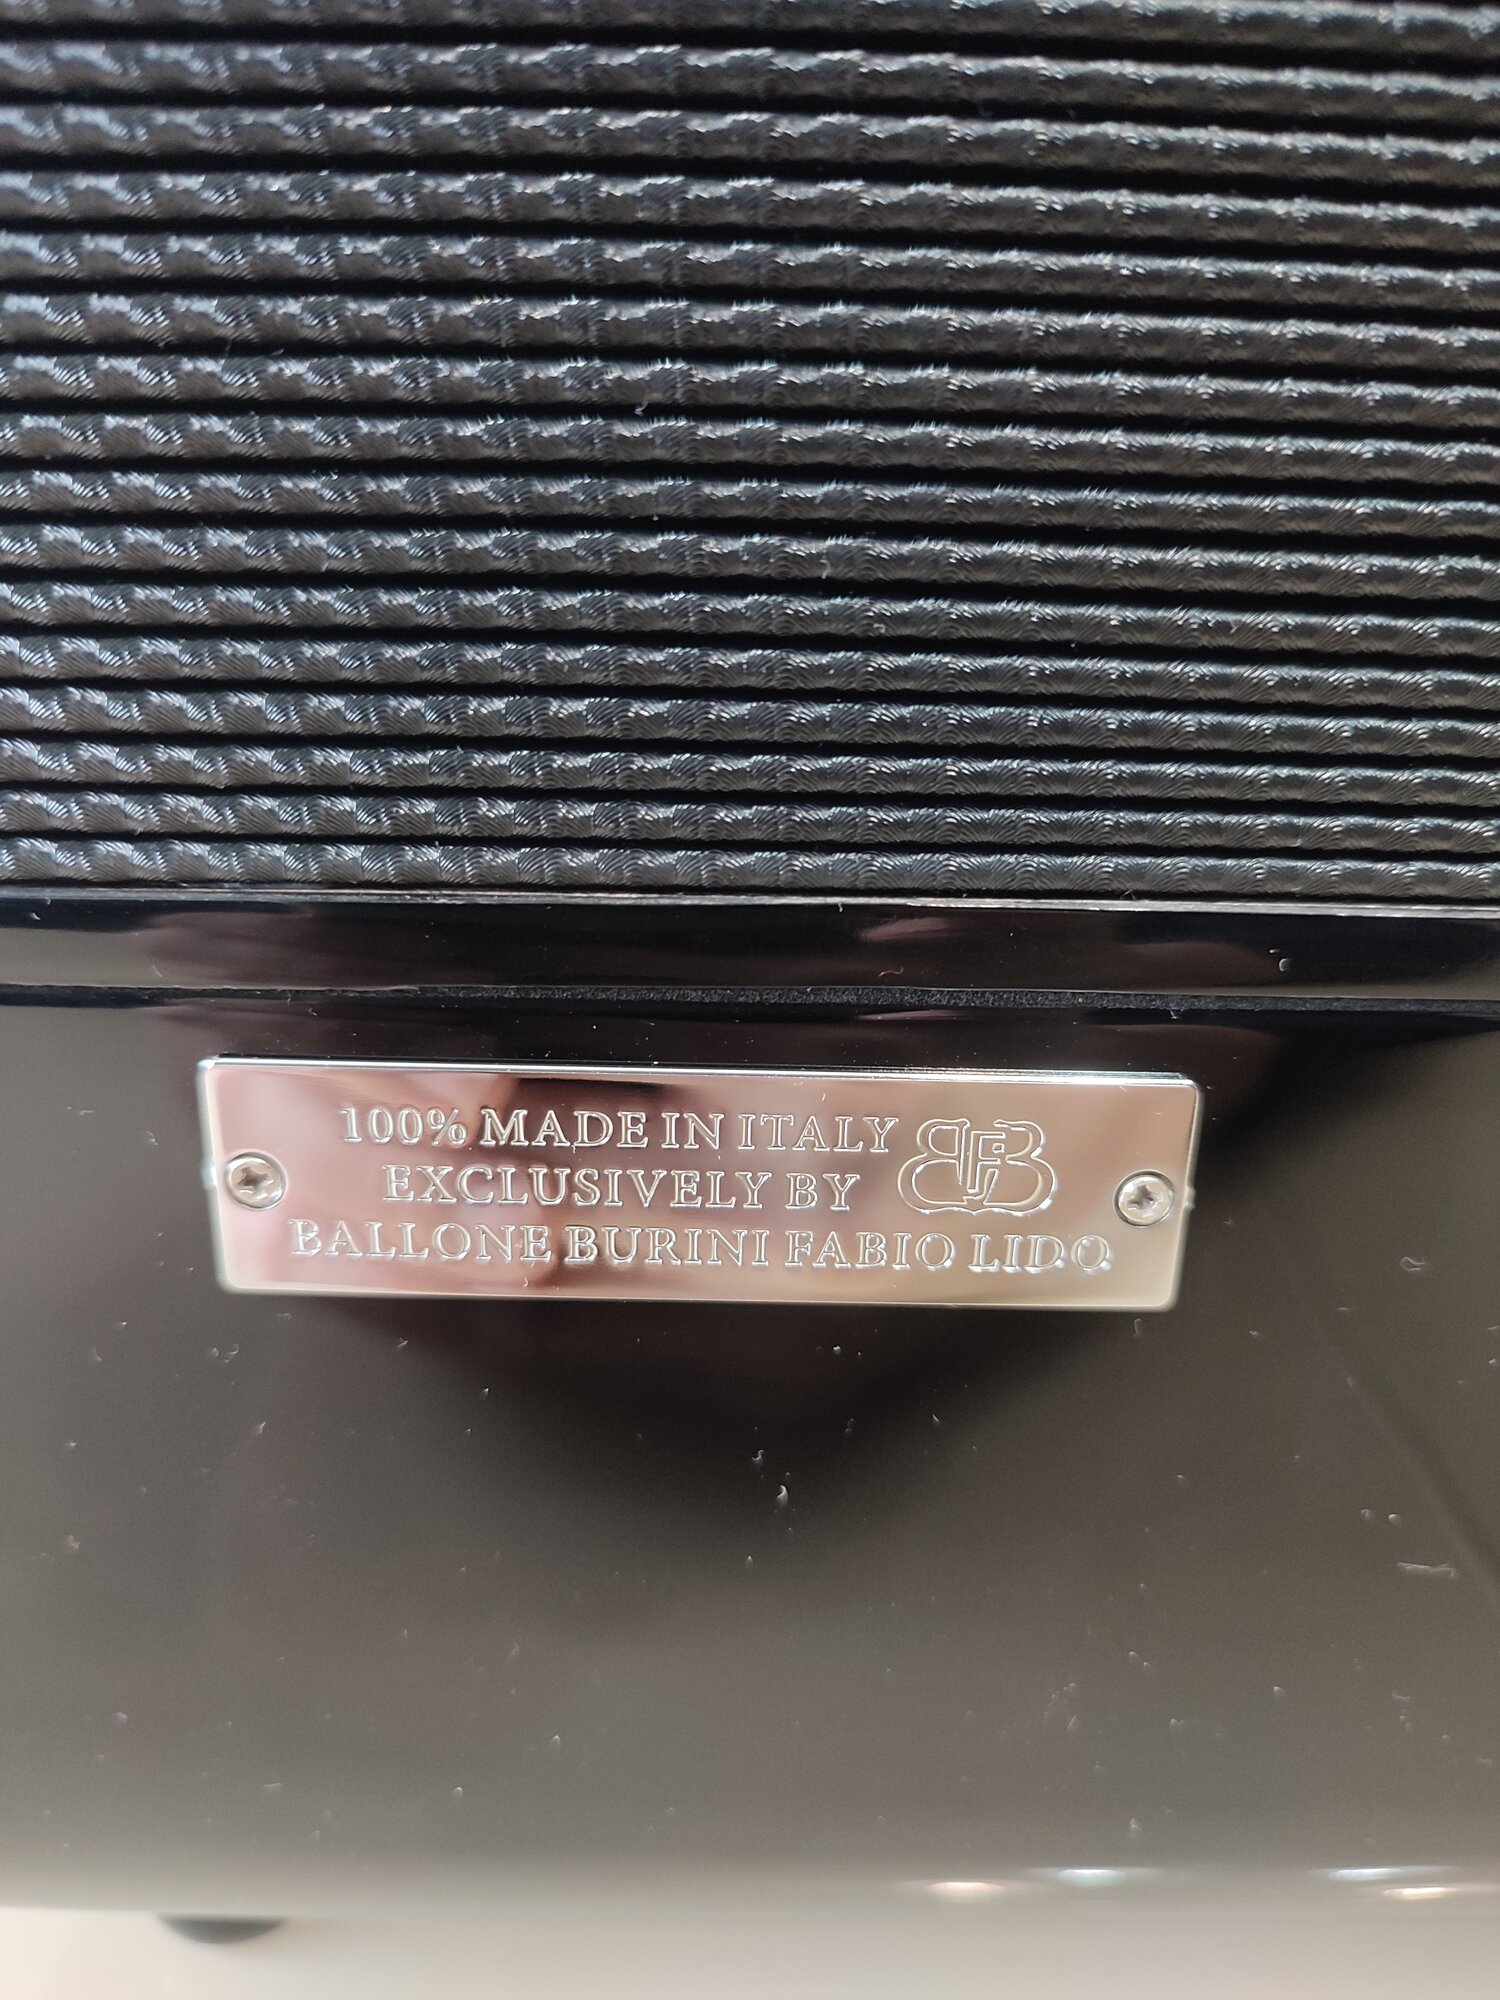 100% MADE IN ITALY
EXCLUSIVELY BY
BALLONE BURINI FABIO LIDO